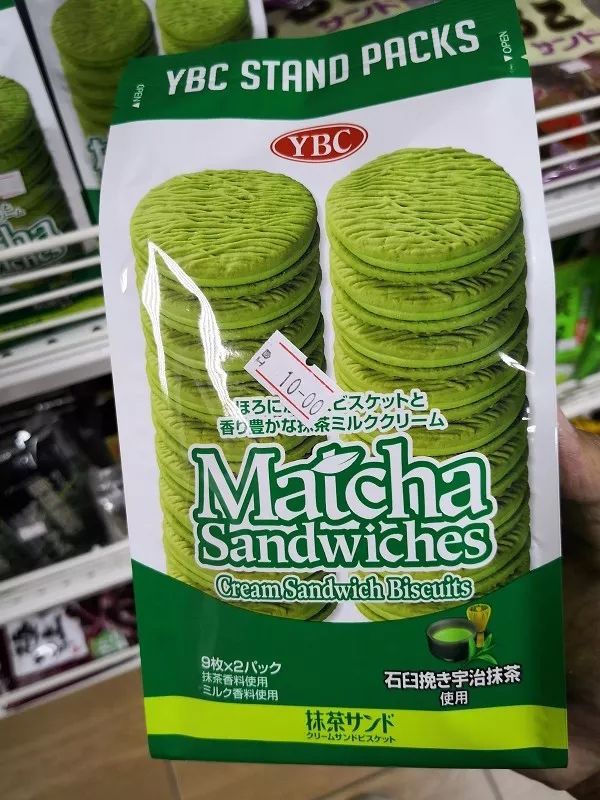 サンド
YBC STAND PACKS
OPEN
OPEN
YBC
10-00
ビスケットと
香り豊かな抹茶ミルククリーム
Matcha
Sandwiches
Cream Sandwich Biscuits
9枚×2パック
抹茶香料使用
ミルク香料使用
石臼挽き宇治抹茶
使用
抹茶サンド
クリームサンドビスケット